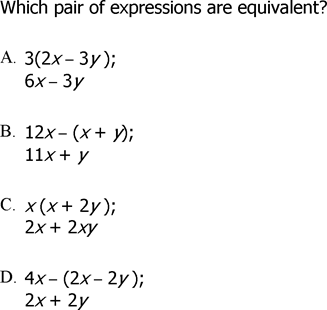 Which pair of expressions are equivalent?
A. 3(2x – 3y);
6x – 3y
B. 12x – (x + y);
11x + y
C. x(x + 2y);
2x + 2xy
D. 4x – (2x – 2y);
2x + 2y